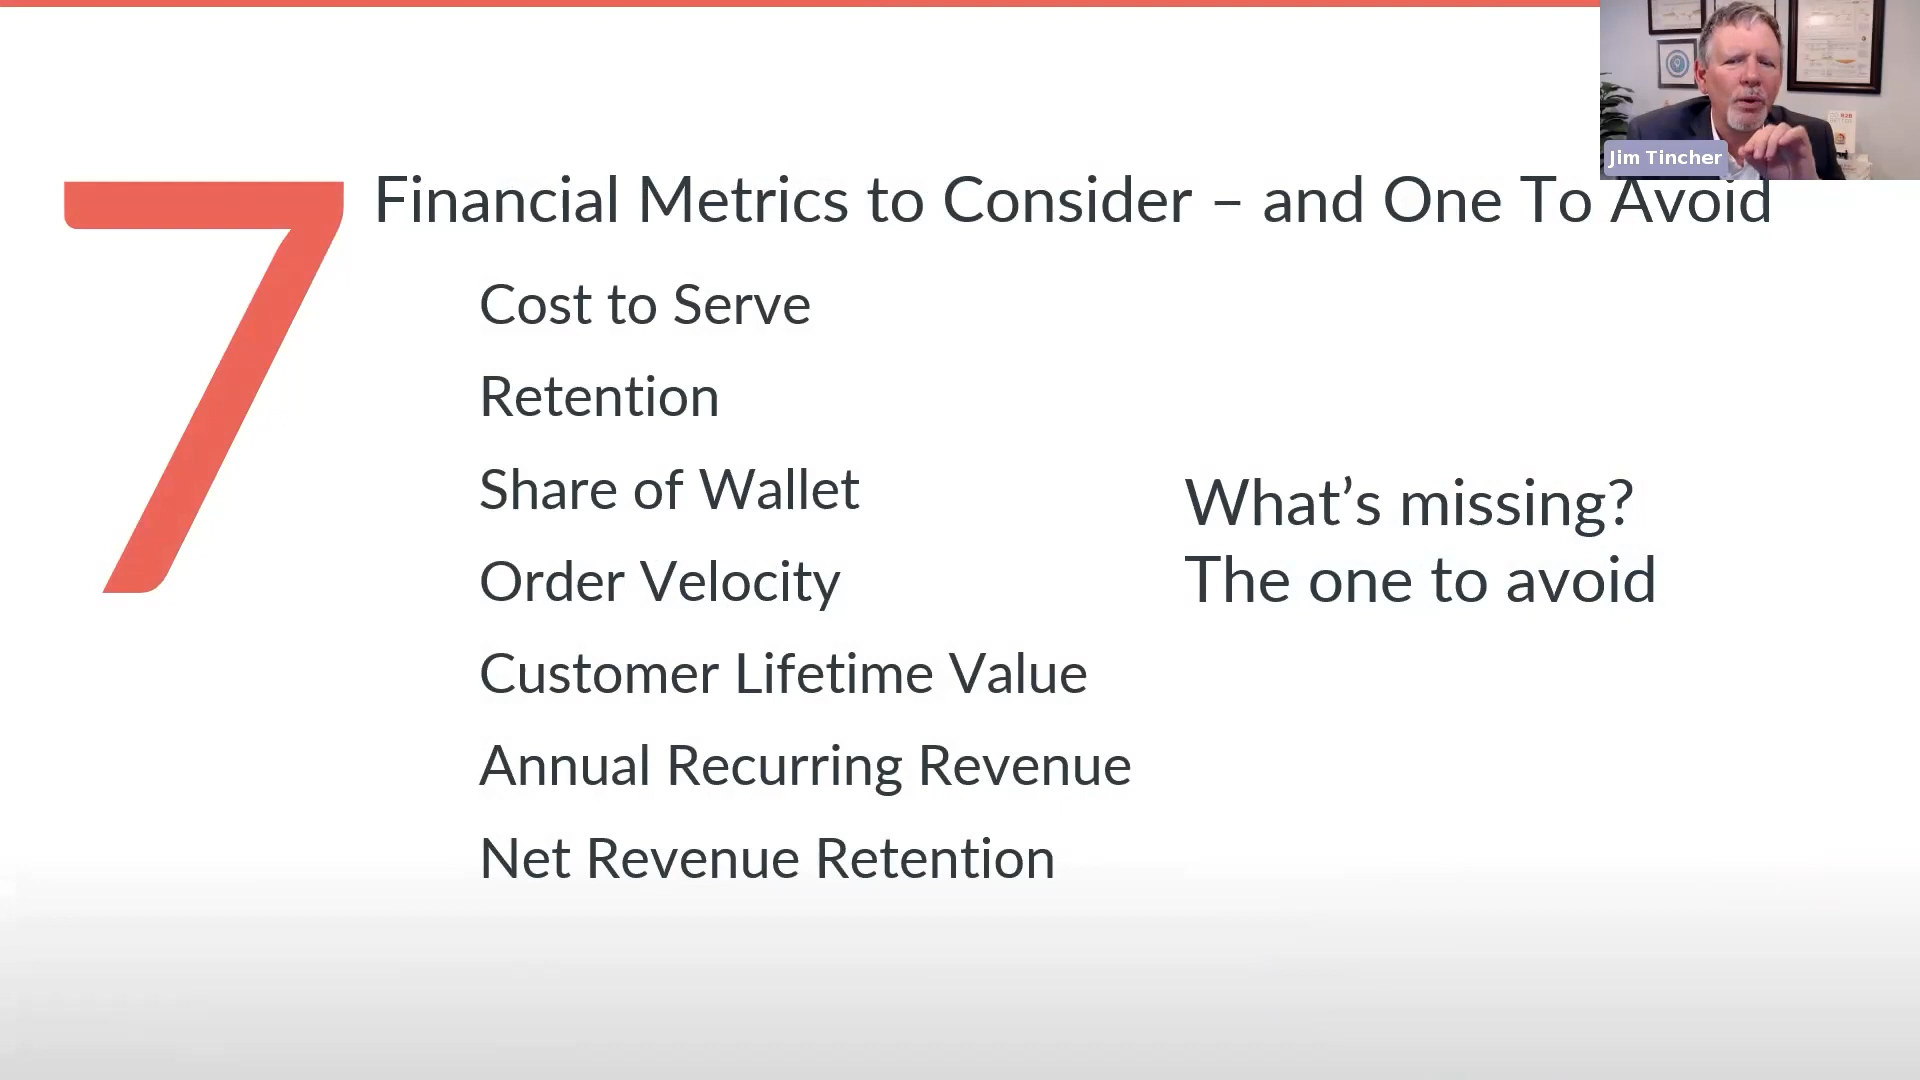 Jim Tincher
7
Financial Metrics to Consider – and One To Avoid
Cost to Serve
Retention
Share of Wallet
Order Velocity
Customer Lifetime Value
Annual Recurring Revenue
Net Revenue Retention
What’s missing?
The one to avoid